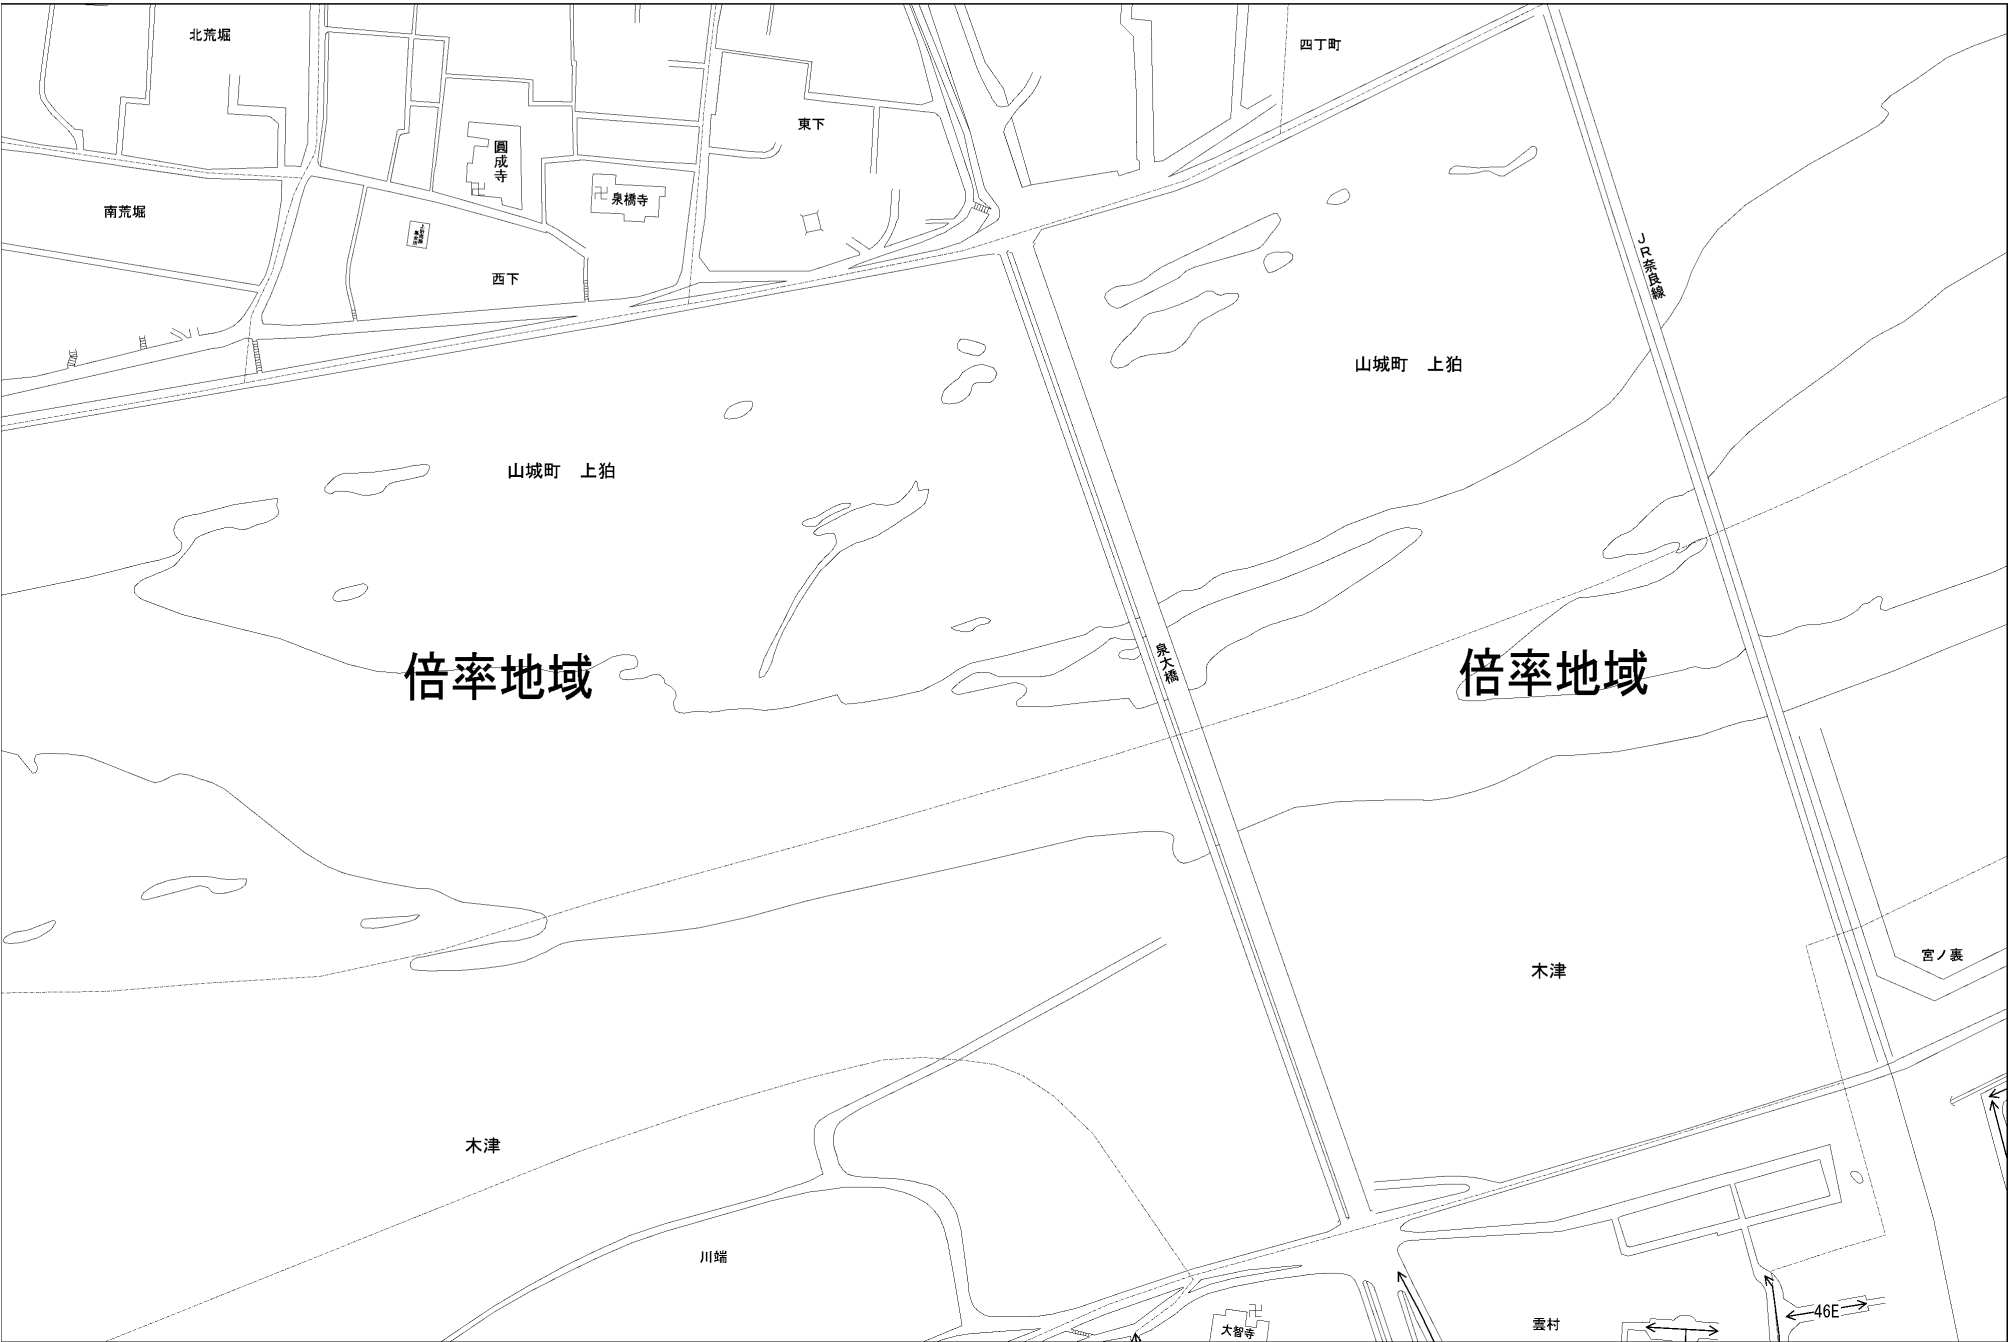 北荒堀
四丁町
東下
圓成寺
泉橋寺
南荒堀
西下
JR奈良線
山城町　上狛
山城町　上狛
倍率地域
泉大橋
倍率地域
宮ノ裏
木津
木津
川端
46E
雲村
大智寺